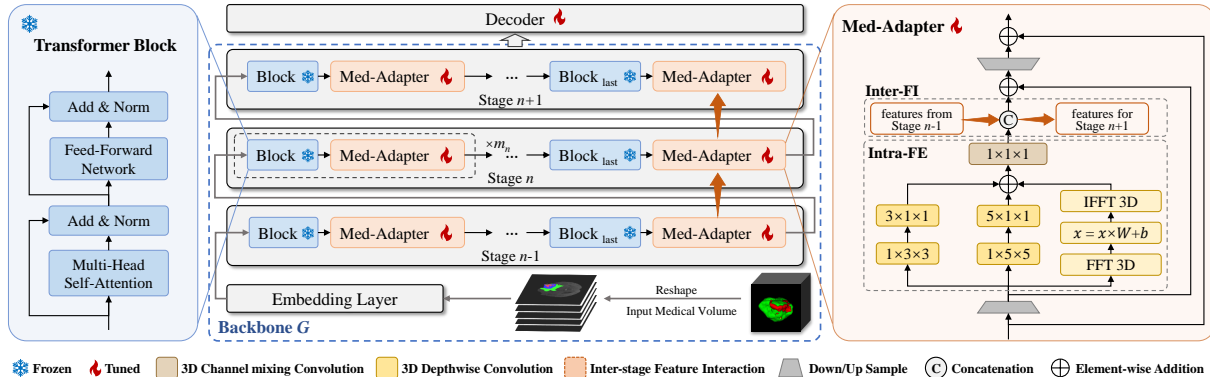 Transformer Block
Add & Norm
Feed-Forward
Network
Add & Norm
Multi-Head
Self-Attention
Decoder
Block
Med-Adapter
...
Block last
Med-Adapter
Stage n+1
Block
Med-Adapter
×mₙ
...
Block last
Med-Adapter
Stage n
Block
Med-Adapter
...
Block last
Med-Adapter
Stage n-1
Embedding Layer
Reshape
Input Medical Volume
Backbone G
Med-Adapter
Inter-FI
features from
Stage n-1
C
features for
Stage n+1
Intra-FE
1×1×1
3×1×1
5×1×1
IFFT 3D
x = x×W+b
1×3×3
1×5×5
FFT 3D
Frozen
Tuned
3D Channel mixing Convolution
3D Depthwise Convolution
Inter-stage Feature Interaction
Down/Up Sample
C
Concatenation
Element-wise Addition